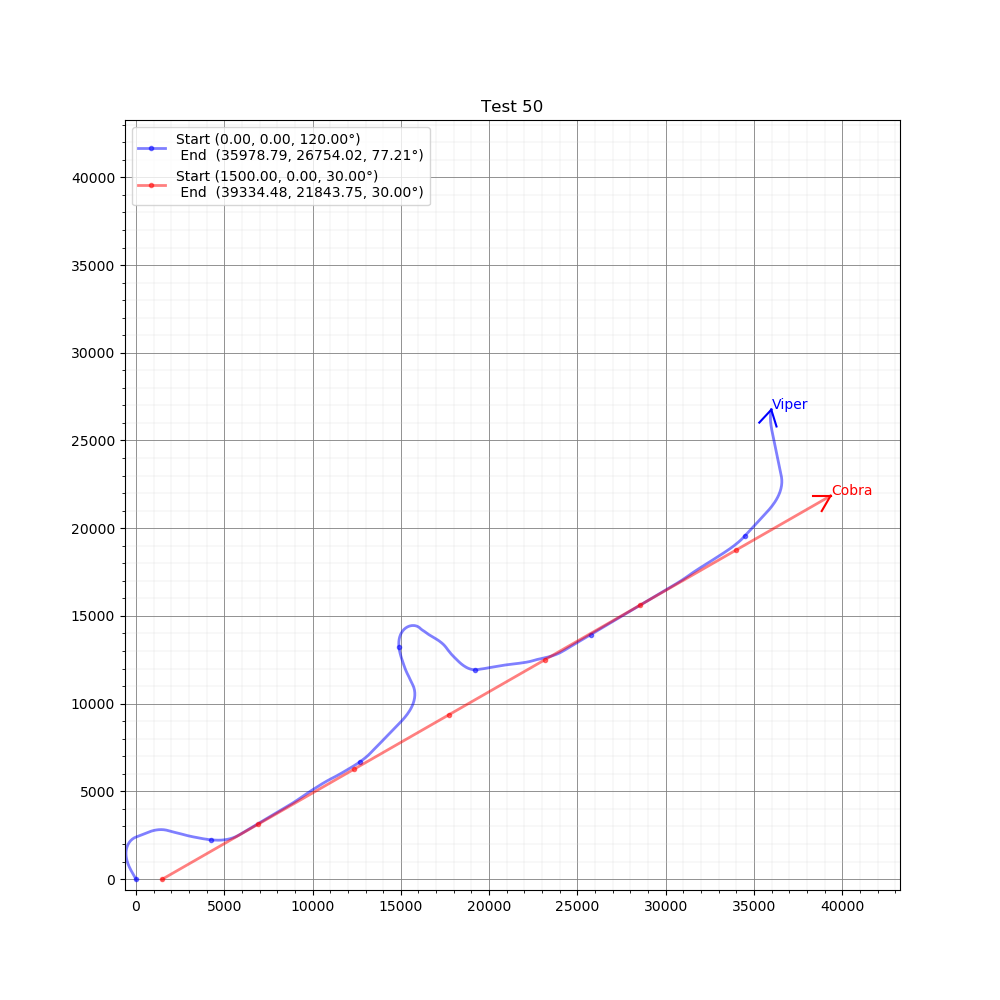 Test 50
Start (0.00, 0.00, 120.00°)
End (35978.79, 26754.02, 77.21°)
Start (1500.00, 0.00, 30.00°)
End (39334.48, 21843.75, 30.00°)
40000
35000
30000
25000
20000
15000
10000
5000
0
Viper
Cobra
0 5000 10000 15000 20000 25000 30000 35000 40000